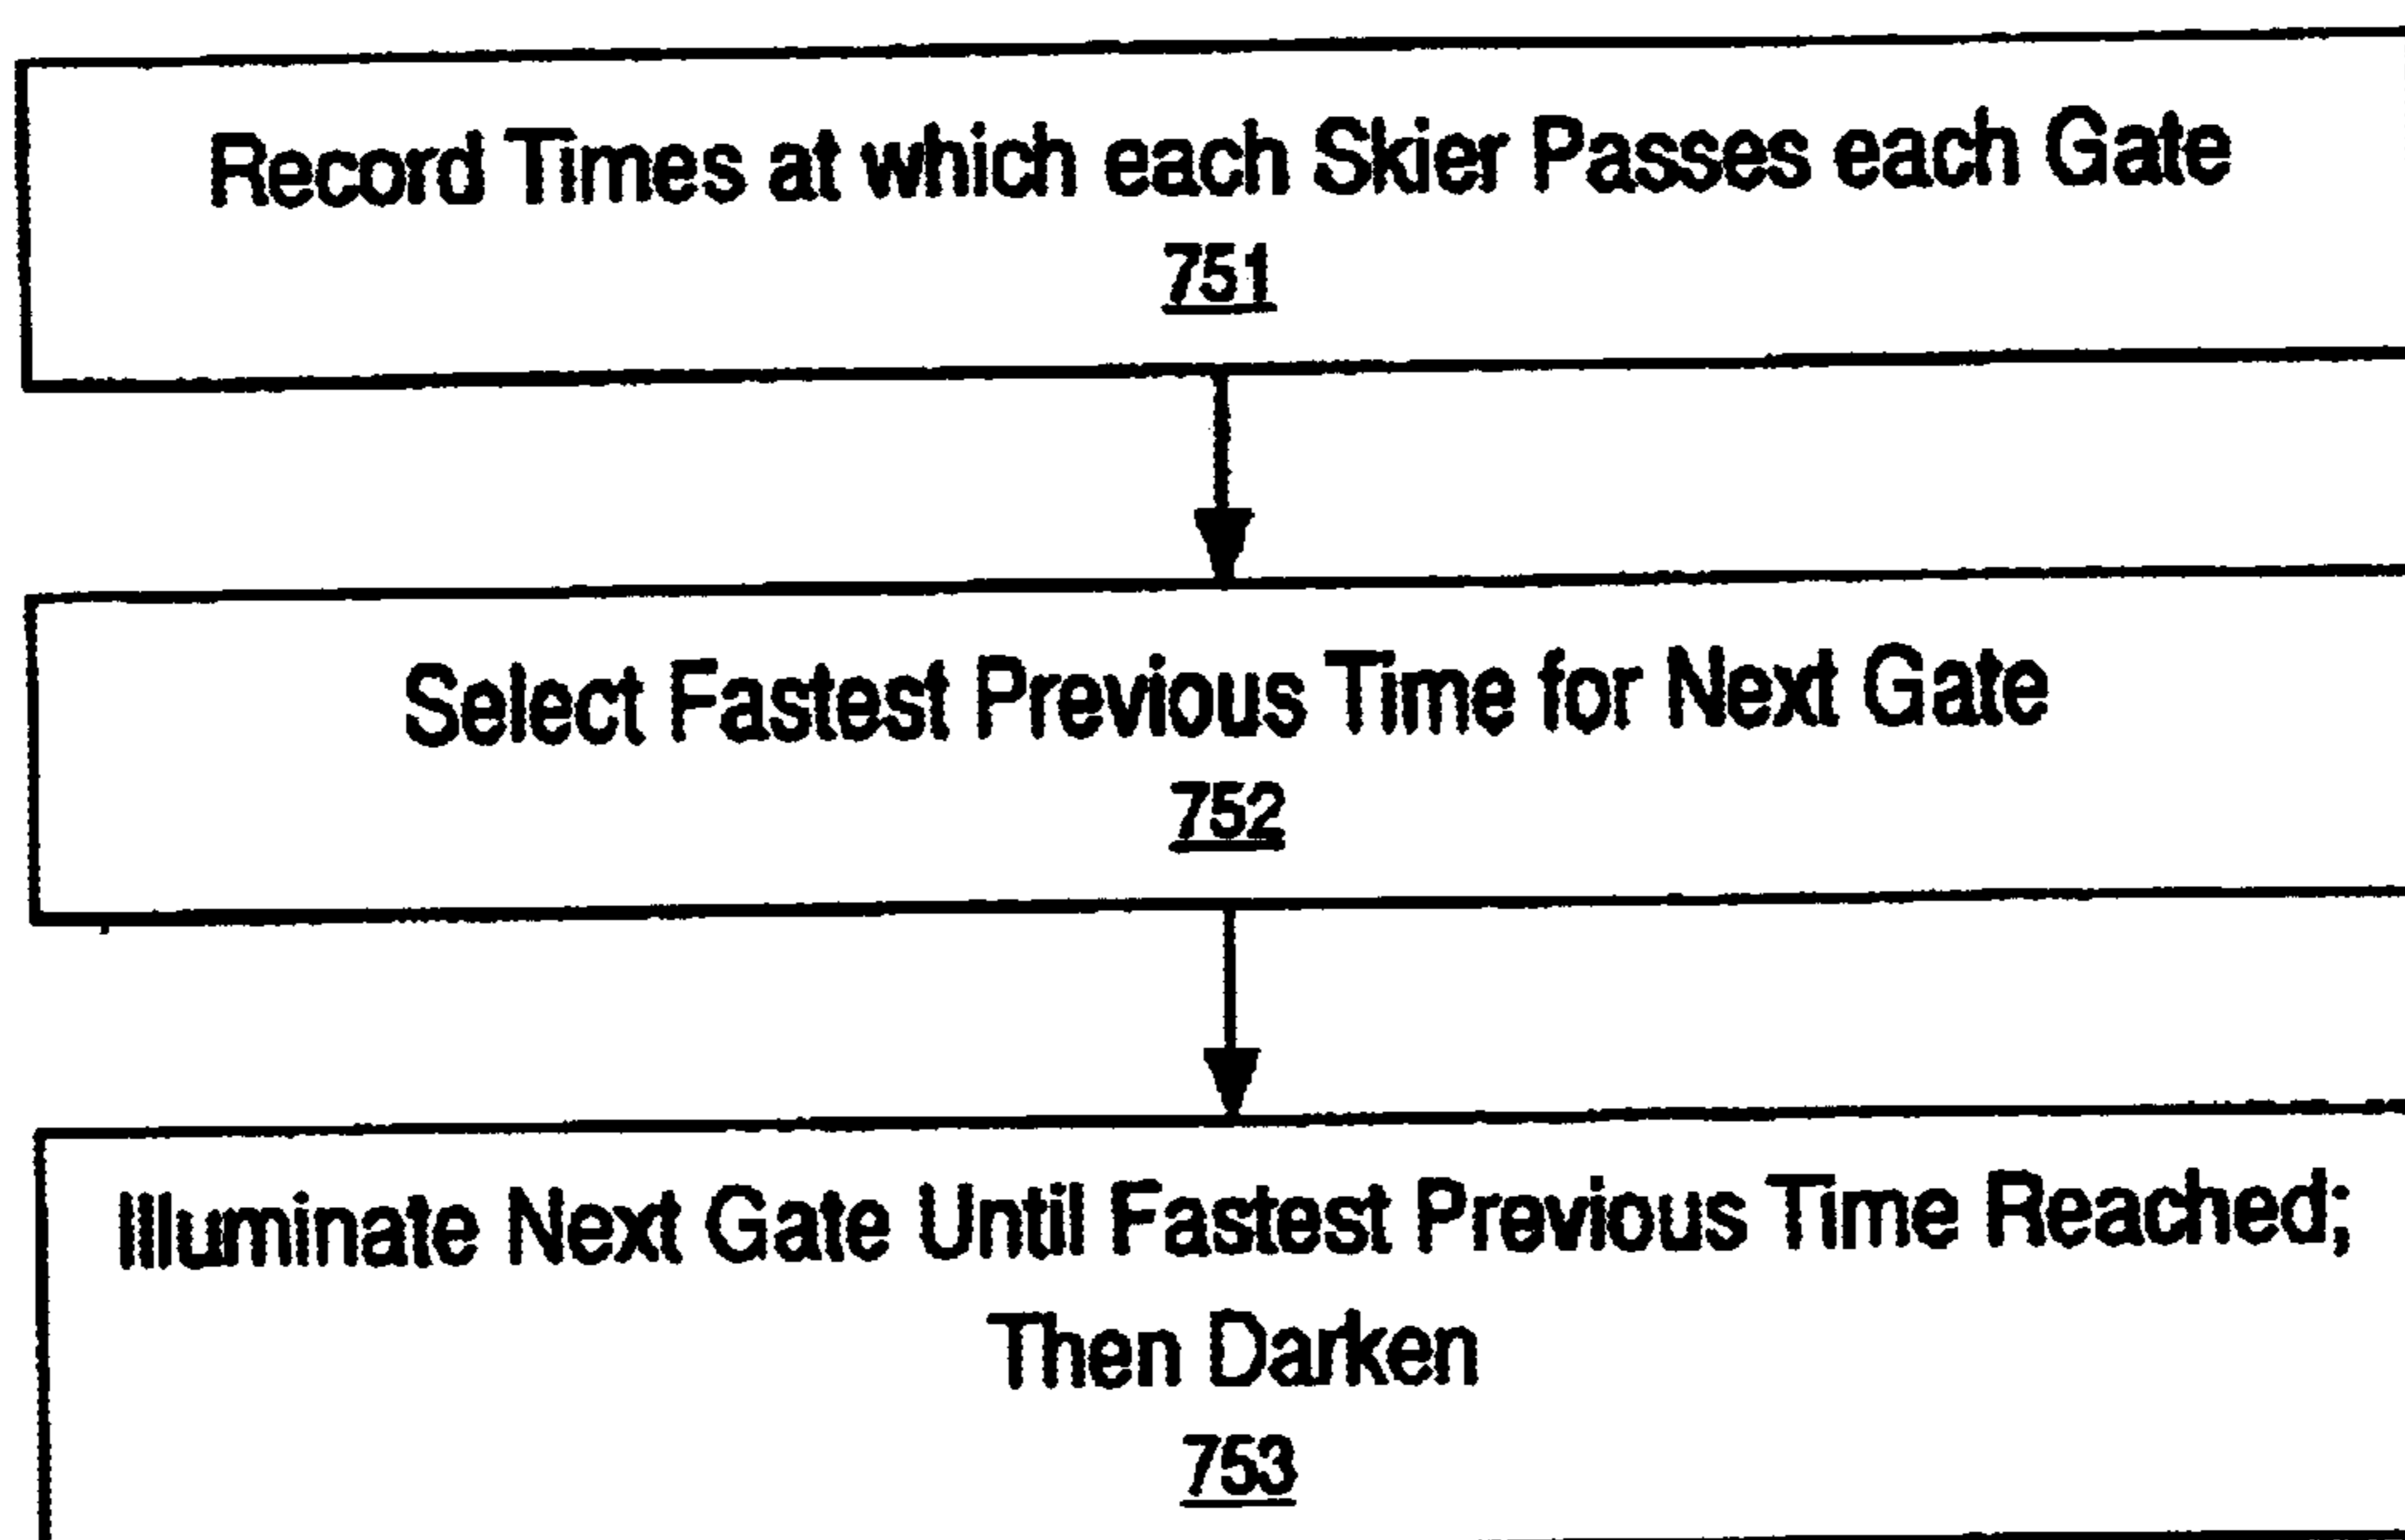 Record Times at which each Skier Passes each Gate
751
Select Fastest Previous Time for Next Gate
752
Illuminate Next Gate Until Fastest Previous Time Reached;
Then Darken
753